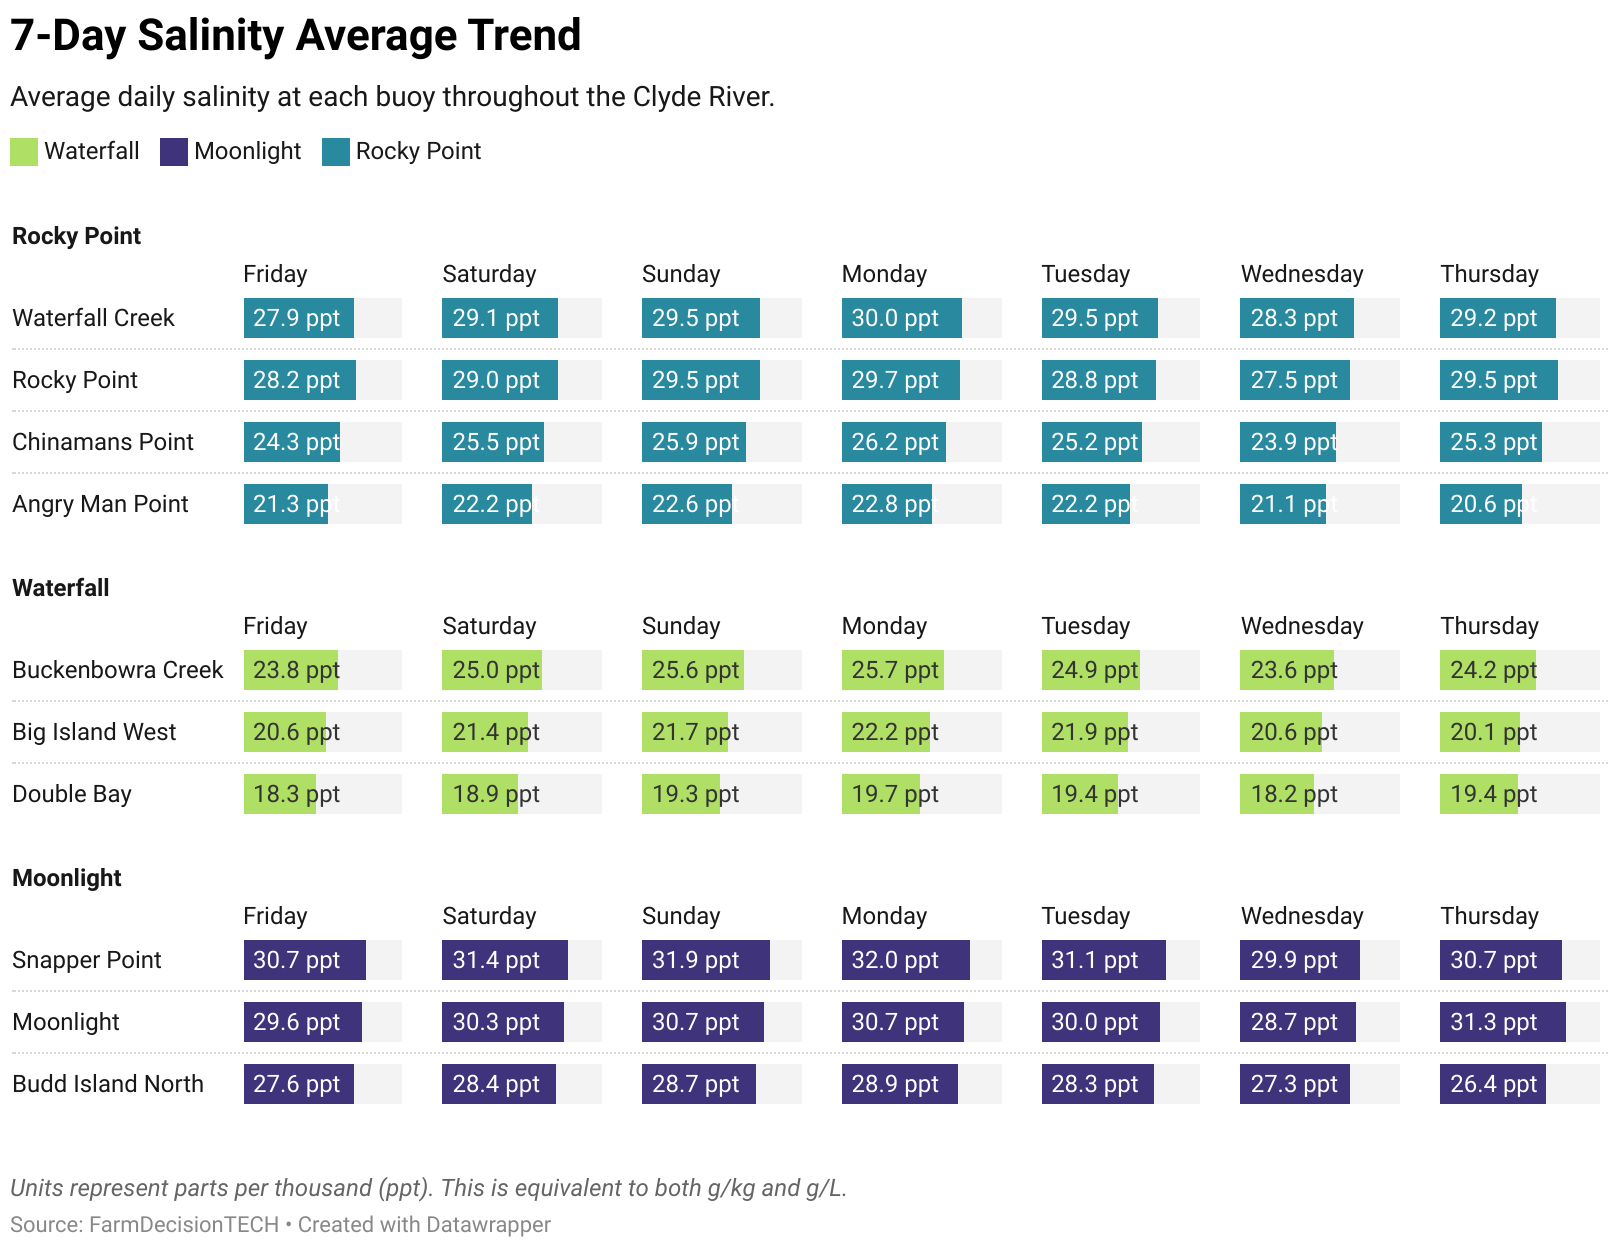 7-Day Salinity Average Trend
Average daily salinity at each buoy throughout the Clyde River.
Waterfall Moonlight Rocky Point
Rocky Point
Friday Saturday Sunday Monday Tuesday Wednesday Thursday
Waterfall Creek 27.9 ppt 29.1 ppt 29.5 ppt 30.0 ppt 29.5 ppt 28.3 ppt 29.2 ppt
Rocky Point 28.2 ppt 29.0 ppt 29.5 ppt 29.7 ppt 28.8 ppt 27.5 ppt 29.5 ppt
Chinamans Point 24.3 ppt 25.5 ppt 25.9 ppt 26.2 ppt 25.2 ppt 23.9 ppt 25.3 ppt
Angry Man Point 21.3 ppt 22.2 ppt 22.6 ppt 22.8 ppt 22.2 ppt 21.1 ppt 20.6 ppt
Waterfall
Friday Saturday Sunday Monday Tuesday Wednesday Thursday
Buckenbowra Creek 23.8 ppt 25.0 ppt 25.6 ppt 25.7 ppt 24.9 ppt 23.6 ppt 24.2 ppt
Big Island West 20.6 ppt 21.4 ppt 21.7 ppt 22.2 ppt 21.9 ppt 20.6 ppt 20.1 ppt
Double Bay 18.3 ppt 18.9 ppt 19.3 ppt 19.7 ppt 19.4 ppt 18.2 ppt 19.4 ppt
Moonlight
Friday Saturday Sunday Monday Tuesday Wednesday Thursday
Snapper Point 30.7 ppt 31.4 ppt 31.9 ppt 32.0 ppt 31.1 ppt 29.9 ppt 30.7 ppt
Moonlight 29.6 ppt 30.3 ppt 30.7 ppt 30.7 ppt 30.0 ppt 28.7 ppt 31.3 ppt
Budd Island North 27.6 ppt 28.4 ppt 28.7 ppt 28.9 ppt 28.3 ppt 27.3 ppt 26.4 ppt
Units represent parts per thousand (ppt). This is equivalent to both g/kg and g/L.
Source: FarmDecisionTECH • Created with Datawrapper